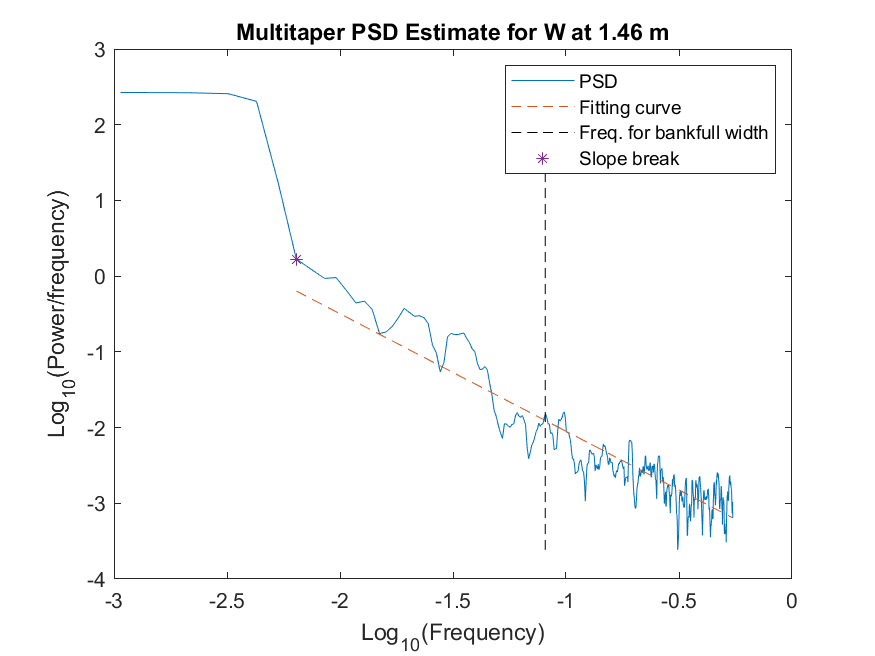 Multitaper PSD Estimate for W at 1.46 m
PSD
Fitting curve
Freq. for bankfull width
Slope break
3
2
1
0
-1
-2
-3
-4
Log10(Power/frequency)
-3
-2.5
-2
-1.5
-1
-0.5
0
Log10(Frequency)